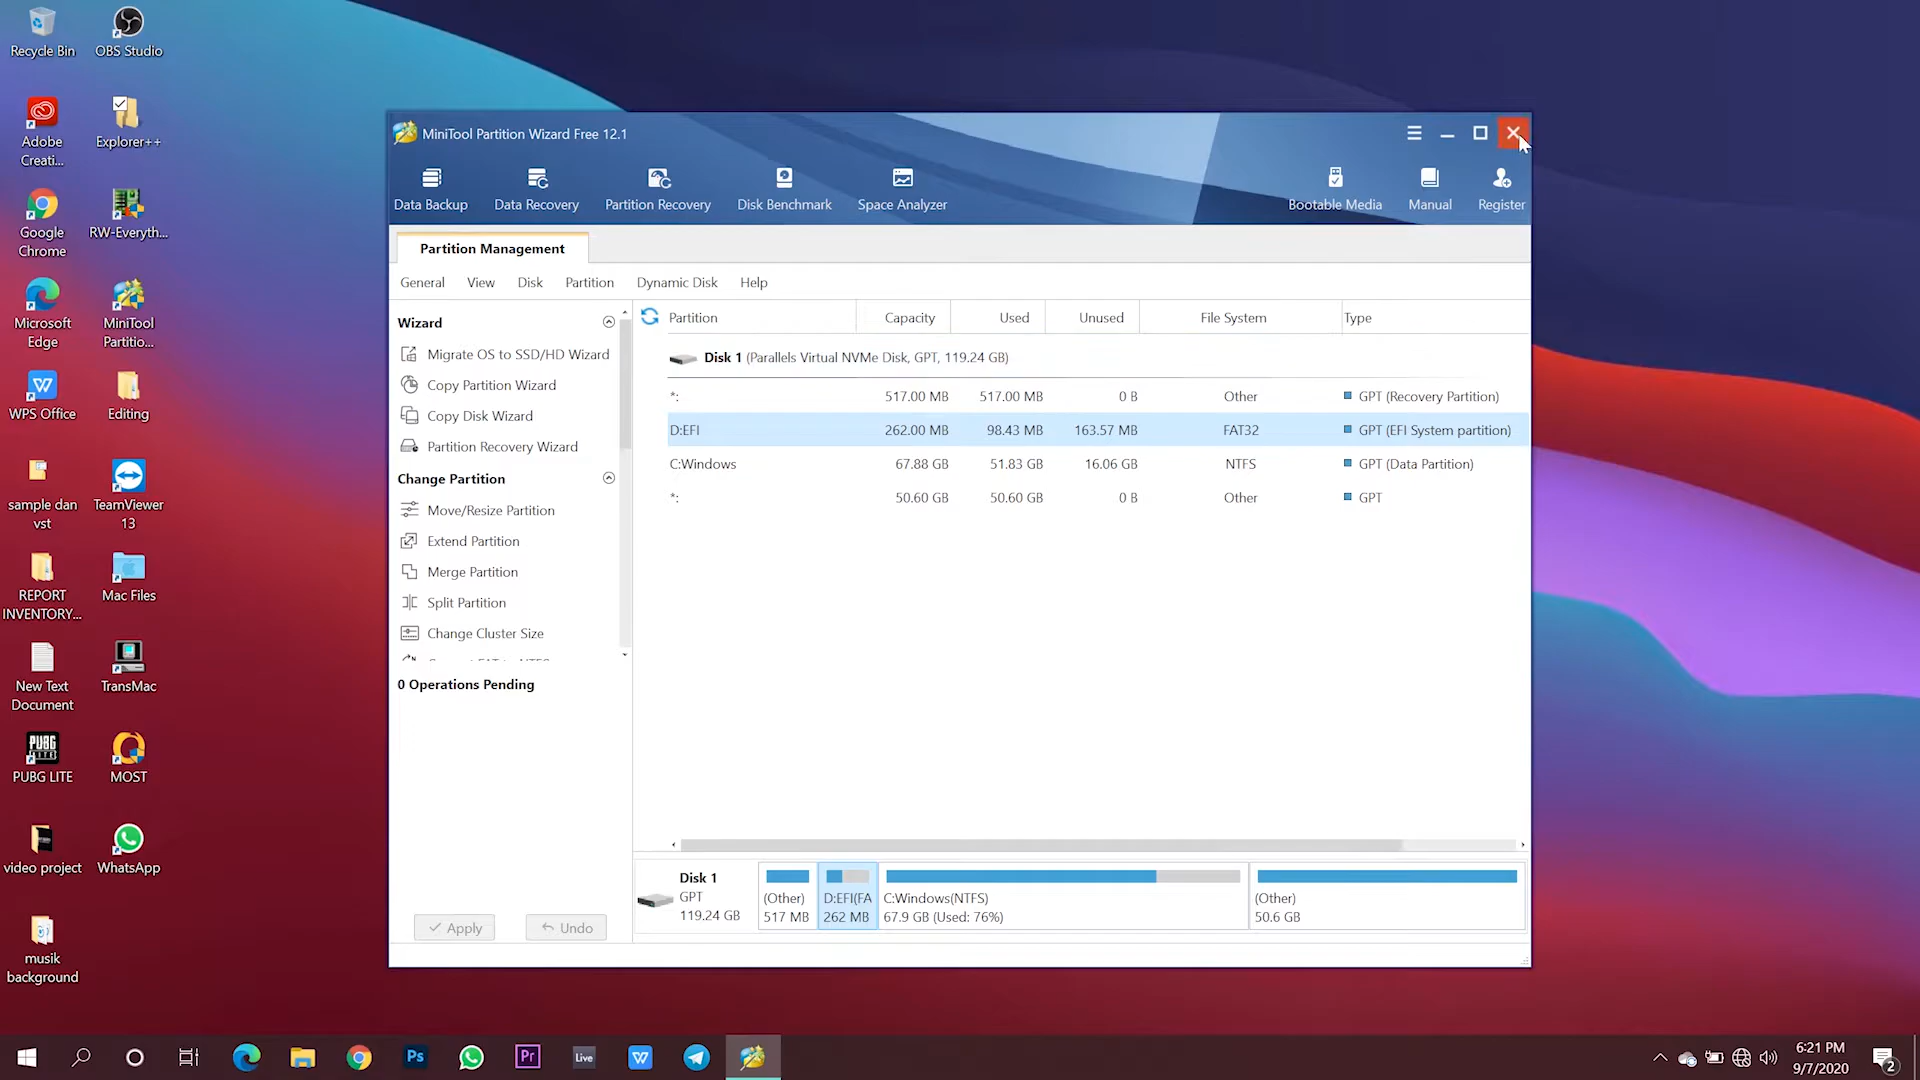 Recycle Bin
OBS Studio
Adobe
Creati...
Explorer++
Google
Chrome
RW-Everyth...
Microsoft
Edge
MiniTool
Partitio...
WPS Office
Editing
sample dan
vst
TeamViewer
13
REPORT
INVENTORY...
Mac Files
New Text
Document
TransMac
PUBG LITE
MOST
video project
WhatsApp
musik
background
MiniTool Partition Wizard Free 12.1
Data Backup Data Recovery Partition Recovery Disk Benchmark Space Analyzer Bootable Media Manual Register
Partition Management
General View Disk Partition Dynamic Disk Help
Wizard
Migrate OS to SSD/HD Wizard
Copy Partition Wizard
Copy Disk Wizard
Partition Recovery Wizard
Change Partition
Move/Resize Partition
Extend Partition
Merge Partition
Split Partition
Change Cluster Size
0 Operations Pending
Apply Undo
Partition Capacity Used Unused File System Type
Disk 1 (Parallels Virtual NVMe Disk, GPT, 119.24 GB)
*: 517.00 MB 517.00 MB 0 B Other GPT (Recovery Partition)
D:EFI 262.00 MB 98.43 MB 163.57 MB FAT32 GPT (EFI System partition)
C:Windows 67.88 GB 51.83 GB 16.06 GB NTFS GPT (Data Partition)
*: 50.60 GB 50.60 GB 0 B Other GPT
Disk 1
GPT
119.24 GB
(Other)
517 MB
D:EFI(FA
262 MB
C:Windows(NTFS)
67.9 GB (Used: 76%)
(Other)
50.6 GB
Ps
Pr
Live
W
6:21 PM
9/7/2020
2